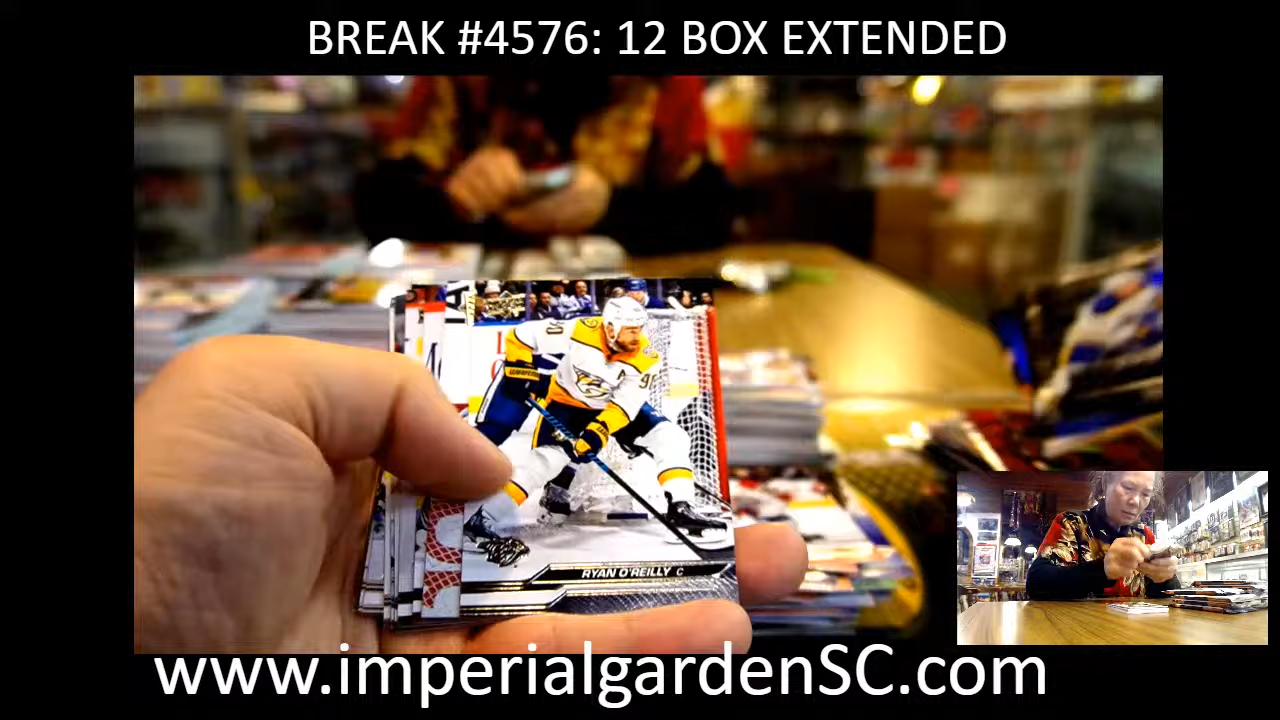 BREAK #4576: 12 BOX EXTENDED
RYAN O'REILLY C
www.imperialgardenSC.com